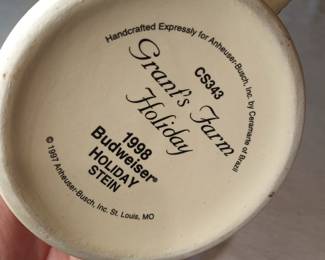 Handcrafted Expressly for Anheuser-Busch, Inc. by Ceramarte of Brazil
CS343
Grant's Farm
Holiday
1998
Budweiser®
HOLIDAY
STEIN
© 1997 Anheuser-Busch, Inc. St. Louis, MO